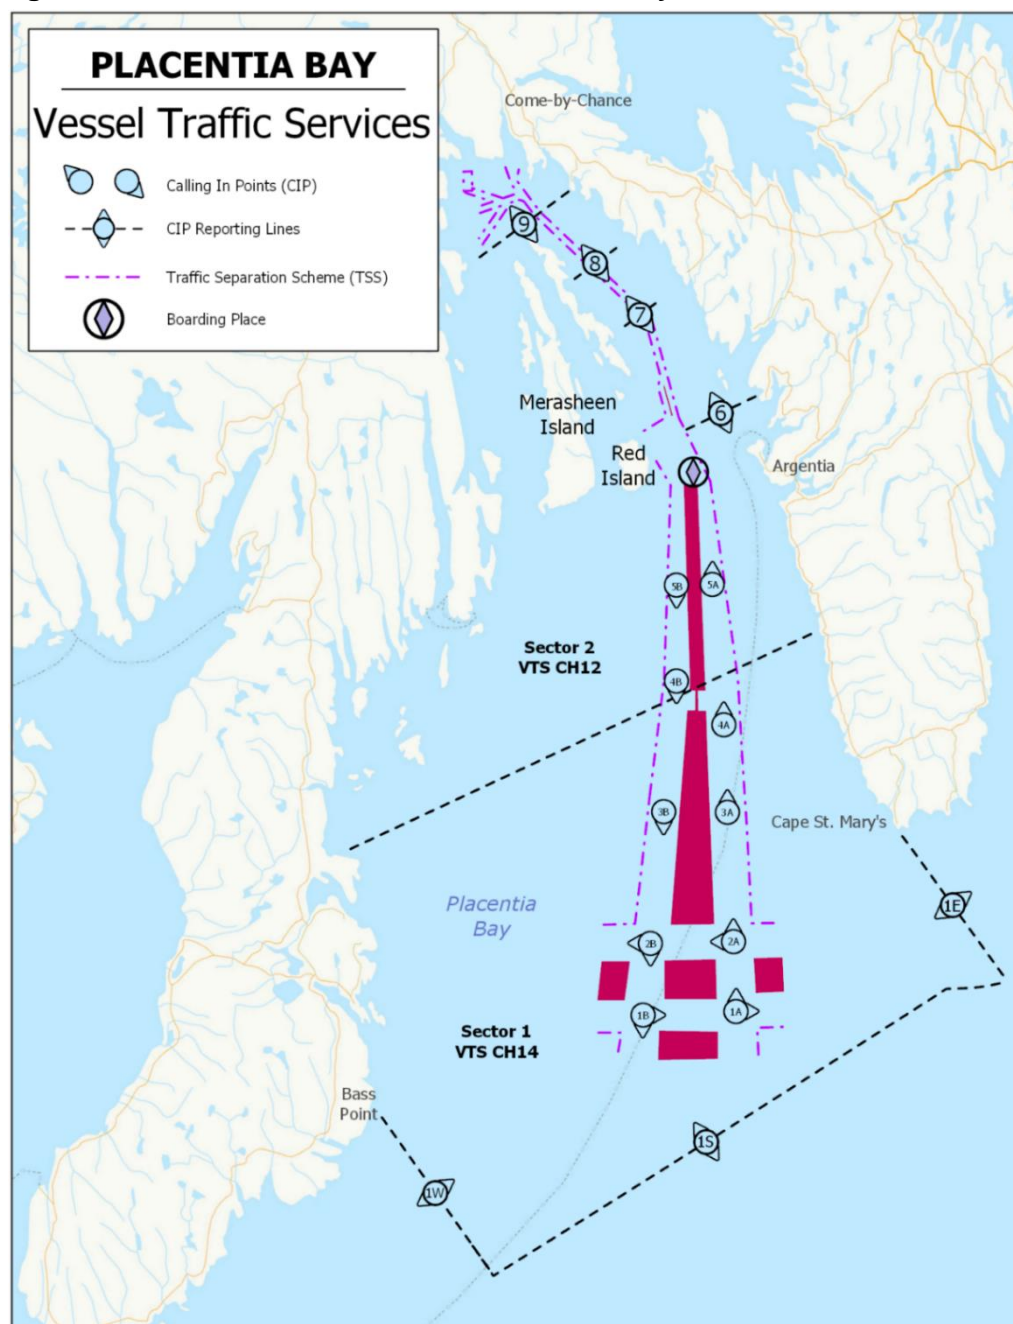 PLACENTIA BAY
Vessel Traffic Services
Calling In Points (CIP)
CIP Reporting Lines
Traffic Separation Scheme (TSS)
Boarding Place
Come-by-Chance
9
8
7
Merasheen
Island
6
Red
Island
Argentia
5B
5A
Sector 2
VTS CH12
4B
4A
3B
3A
Cape St. Mary's
Placentia
Bay
1E
2B
2A
1B
1A
Sector 1
VTS CH14
Bass
Point
1S
1W